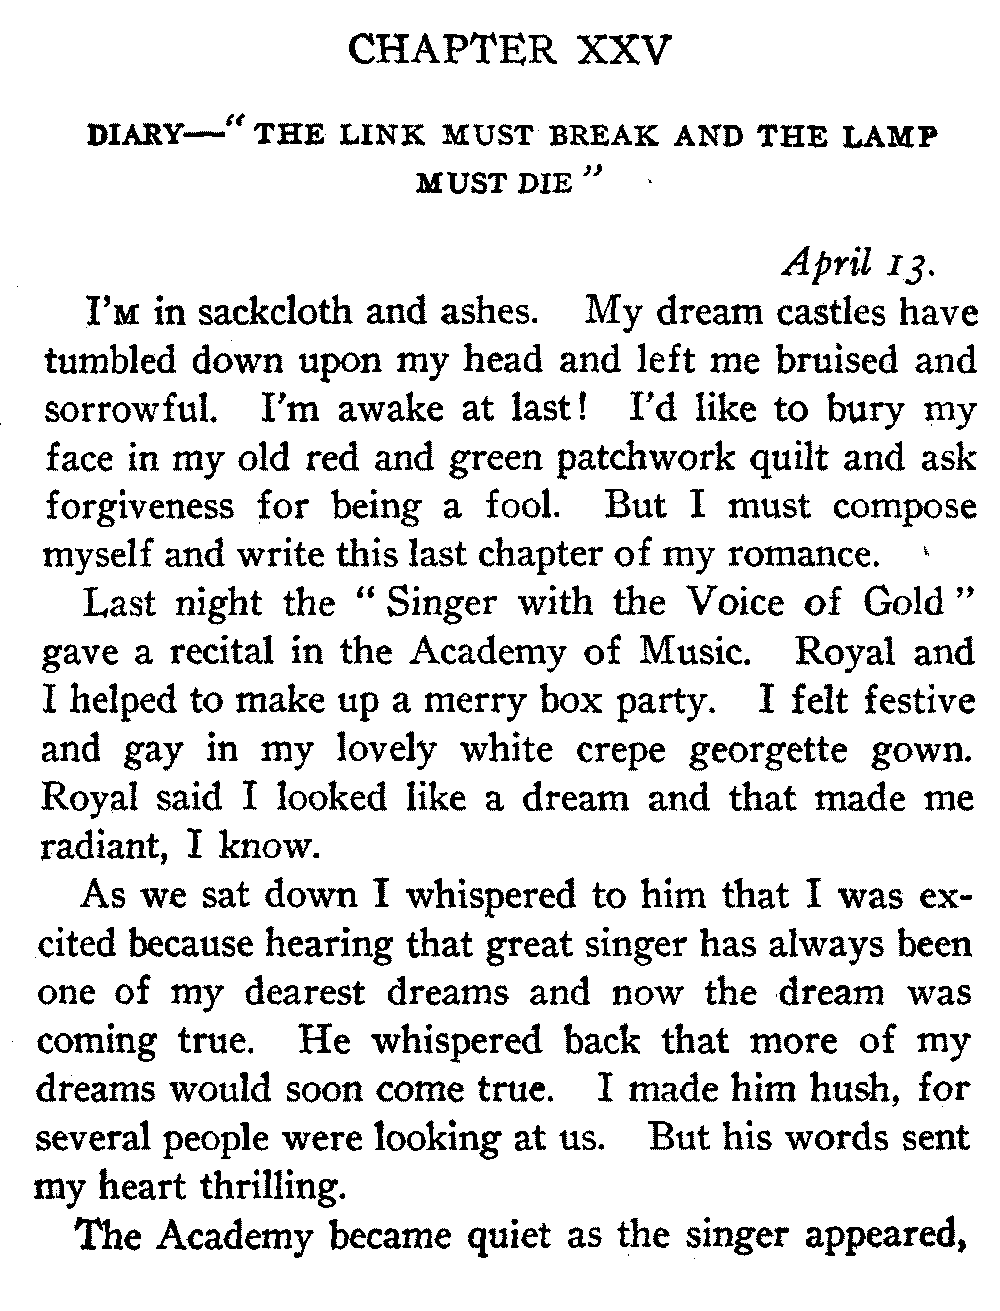 CHAPTER XXV
DIARY—“ THE LINK MUST BREAK AND THE LAMP
MUST DIE ”
April 13.
I’M in sackcloth and ashes. My dream castles have
tumbled down upon my head and left me bruised and
sorrowful. I’m awake at last! I’d like to bury my
face in my old red and green patchwork quilt and ask
forgiveness for being a fool. But I must compose
myself and write this last chapter of my romance.
Last night the “ Singer with the Voice of Gold ”
gave a recital in the Academy of Music. Royal and
I helped to make up a merry box party. I felt festive
and gay in my lovely white crepe georgette gown.
Royal said I looked like a dream and that made me
radiant, I know.
As we sat down I whispered to him that I was ex-
cited because hearing that great singer has always been
one of my dearest dreams and now the dream was
coming true. He whispered back that more of my
dreams would soon come true. I made him hush, for
several people were looking at us. But his words sent
my heart thrilling.
The Academy became quiet as the singer appeared,